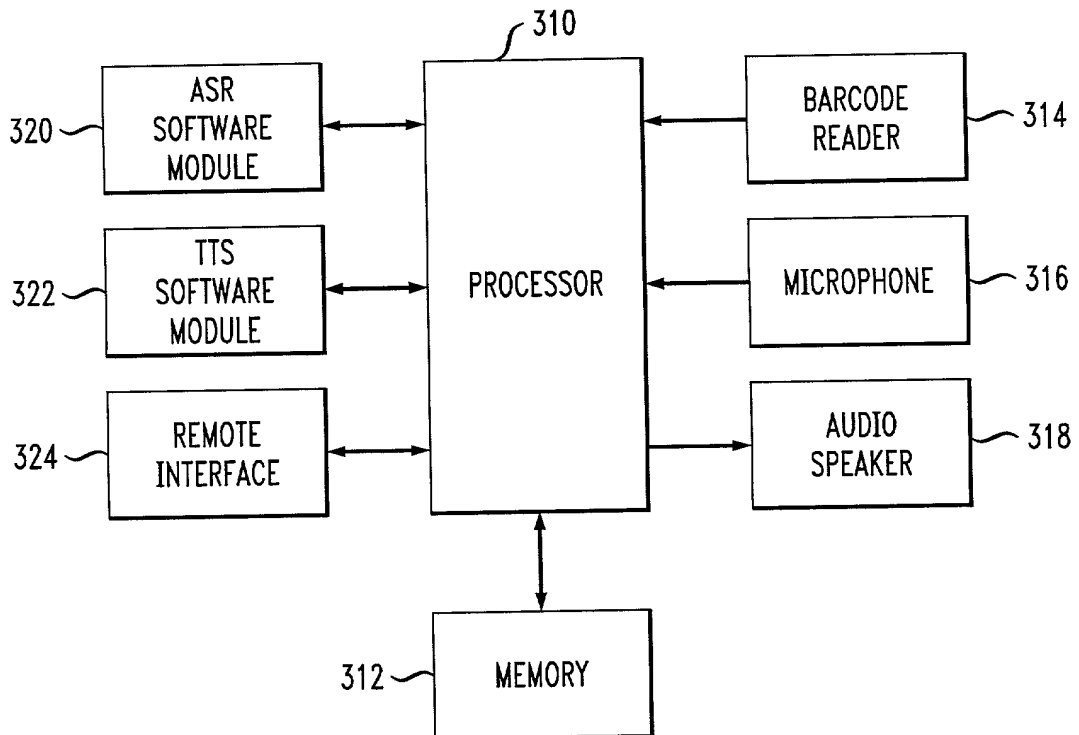 310
320
ASR
SOFTWARE
MODULE
BARCODE
READER
314
322
TTS
SOFTWARE
MODULE
PROCESSOR
MICROPHONE
316
324
REMOTE
INTERFACE
AUDIO
SPEAKER
318
312
MEMORY